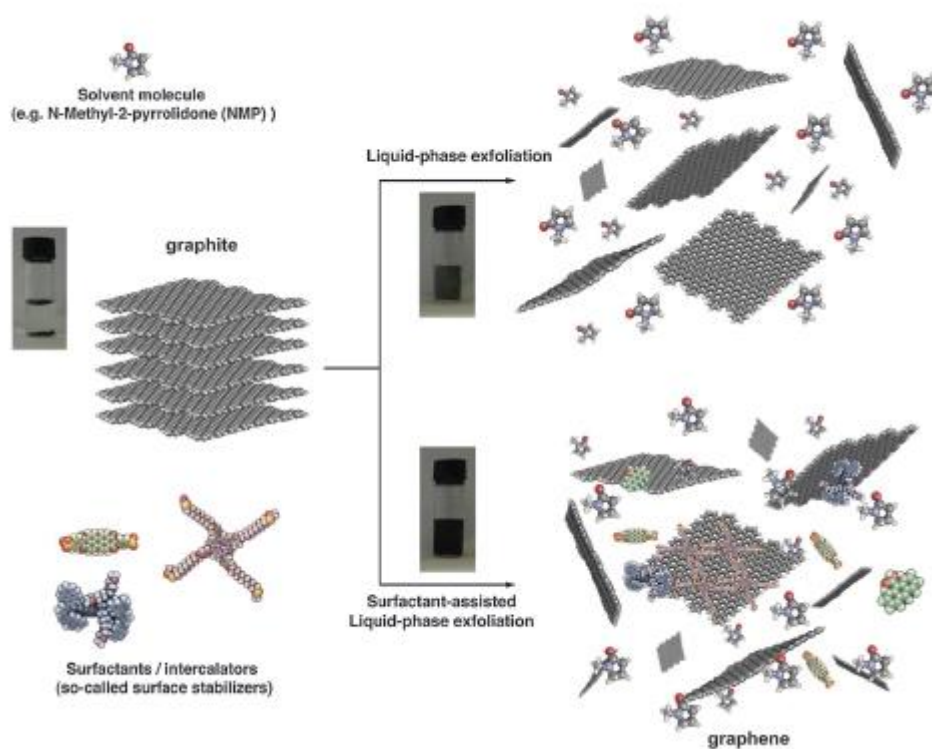 Solvent molecule
(e.g. N-Methyl-2-pyrrolidone (NMP) )
Liquid-phase exfoliation
graphite
Surfactant-assisted
Liquid-phase exfoliation
Surfactants / intercalators
(so-called surface stabilizers)
graphene